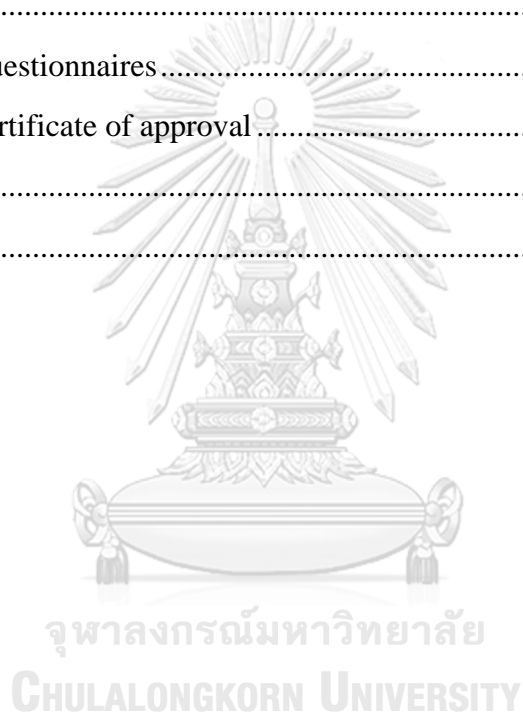 ..........................................................................
uestionnaires..............................................
rtificate of approval.................................
..........................................................................
..........................................................................
จุฬาลงกรณ์มหาวิทยาลัย
CHULALONGKORN UNIVERSITY